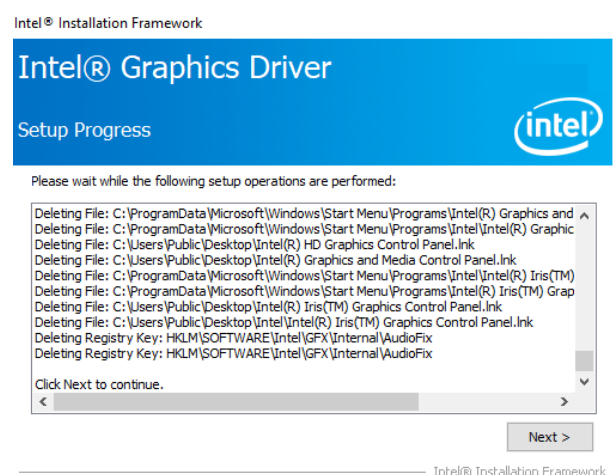 Intel® Installation Framework
Intel® Graphics Driver
Setup Progress
intel
Please wait while the following setup operations are performed:
Deleting File: C:\ProgramData\Microsoft\Windows\Start Menu\Programs\Intel(R) Graphics and
Deleting File: C:\ProgramData\Microsoft\Windows\Start Menu\Programs\Intel\Intel(R) Graphic
Deleting File: C:\Users\Public\Desktop\Intel(R) HD Graphics Control Panel.lnk
Deleting File: C:\Users\Public\Desktop\Intel(R) Graphics and Media Control Panel.lnk
Deleting File: C:\ProgramData\Microsoft\Windows\Start Menu\Programs\Intel\Intel(R) Iris(TM)
Deleting File: C:\ProgramData\Microsoft\Windows\Start Menu\Programs\Intel(R) Iris(TM) Grap
Deleting File: C:\Users\Public\Desktop\Intel(R) Iris(TM) Graphics Control Panel.lnk
Deleting File: C:\Users\Public\Desktop\Intel\Intel(R) Iris(TM) Graphics Control Panel.lnk
Deleting Registry Key: HKLM\SOFTWARE\Intel\GFX\Internal\AudioFix
Deleting Registry Key: HKLM\SOFTWARE\Intel\GFX\Internal\AudioFix
Click Next to continue.
Next >
Intel® Installation Framework